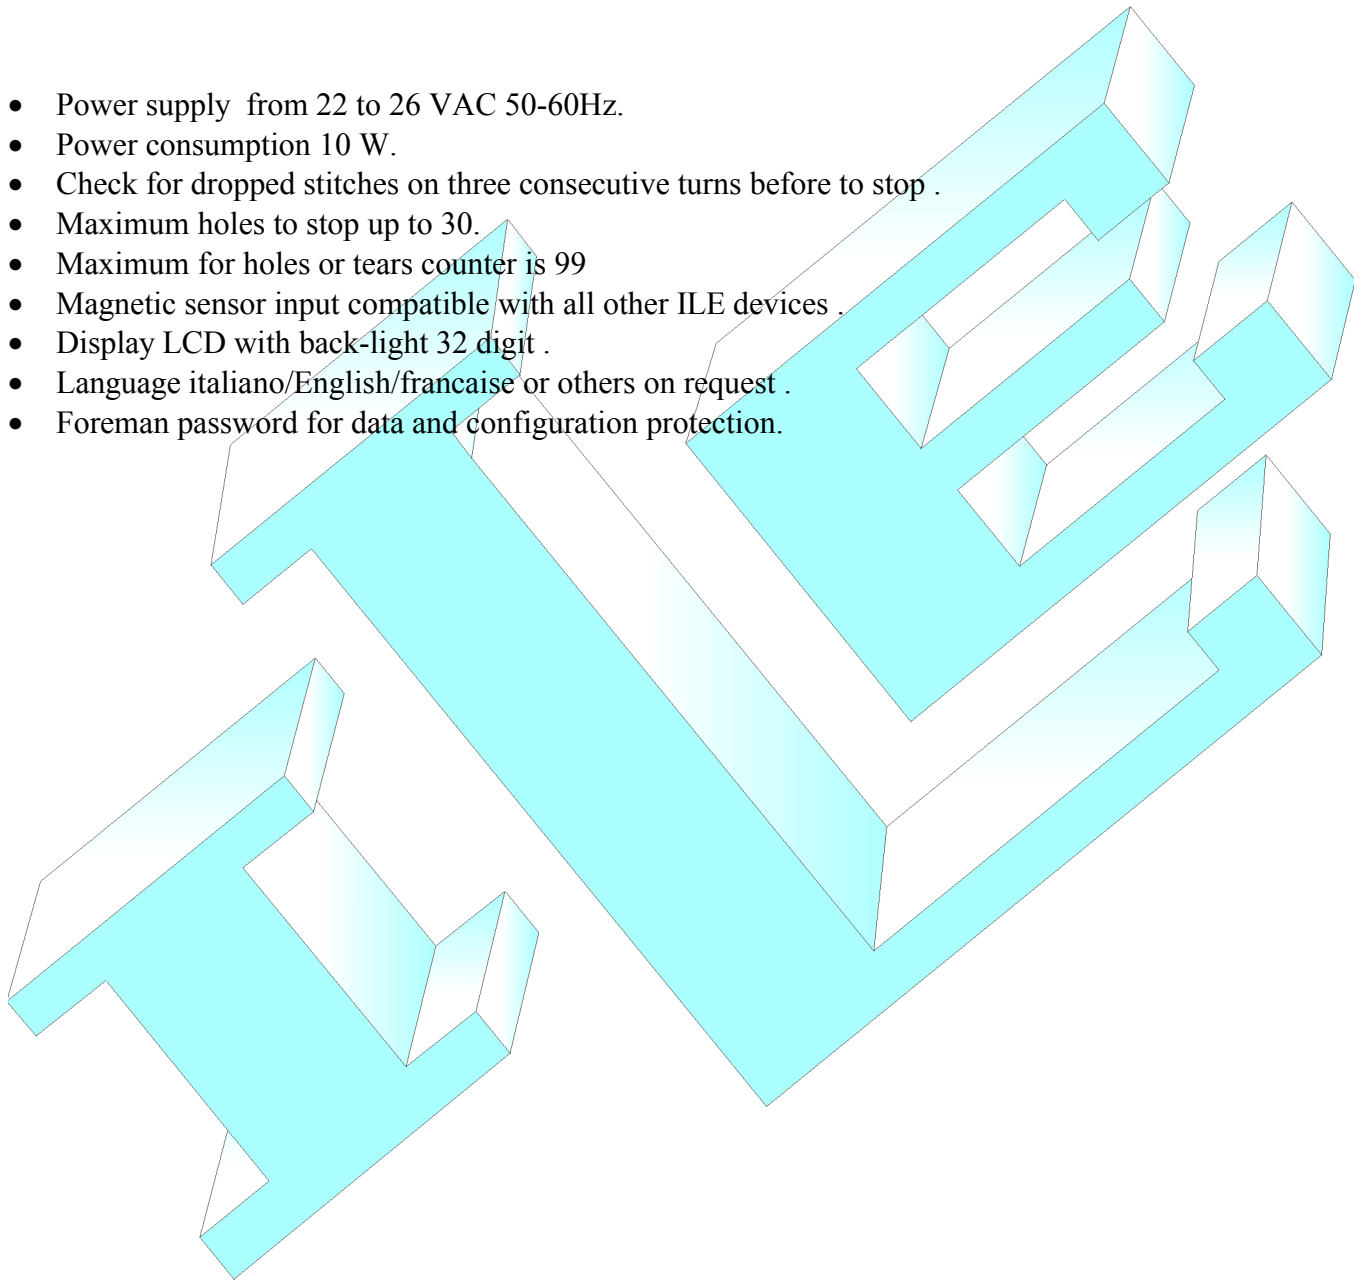 • Power supply  from 22 to 26 VAC 50-60Hz.
• Power consumption 10 W.
• Check for dropped stitches on three consecutive turns before to stop .
• Maximum holes to stop up to 30.
• Maximum for holes or tears counter is 99
• Magnetic sensor input compatible with all other ILE devices .
• Display LCD with back-light 32 digit .
• Language italiano/English/francaise or others on request .
• Foreman password for data and configuration protection.
ILE